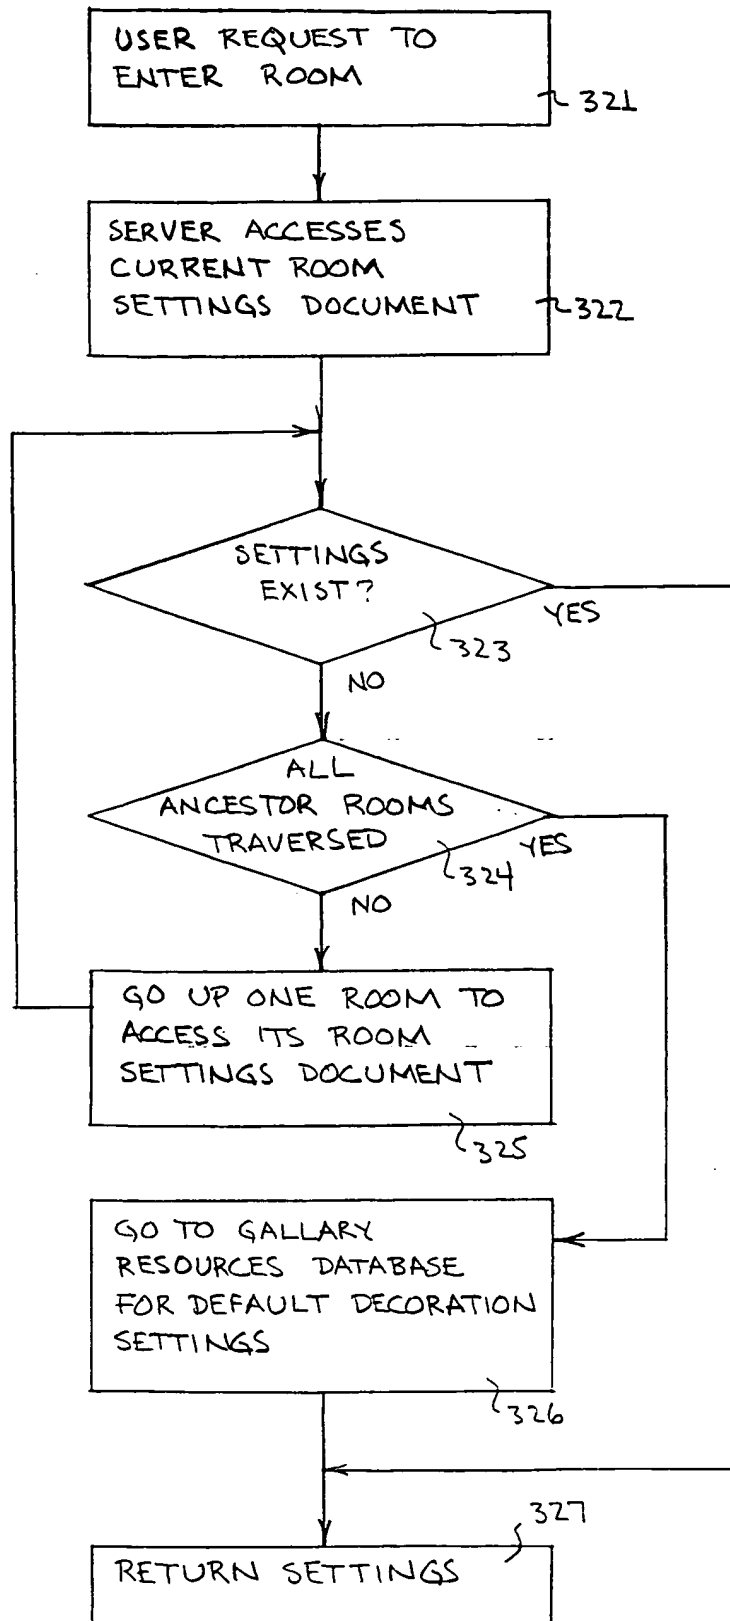 USER REQUEST TO
ENTER ROOM
321
SERVER ACCESSES
CURRENT ROOM
SETTINGS DOCUMENT
322
SETTINGS
EXIST?
323
YES
NO
ALL
ANCESTOR ROOMS
TRAVERSED
324
YES
NO
GO UP ONE ROOM TO
ACCESS ITS ROOM
SETTINGS DOCUMENT
325
GO TO GALLARY
RESOURCES DATABASE
FOR DEFAULT DECORATION
SETTINGS
326
327
RETURN SETTINGS